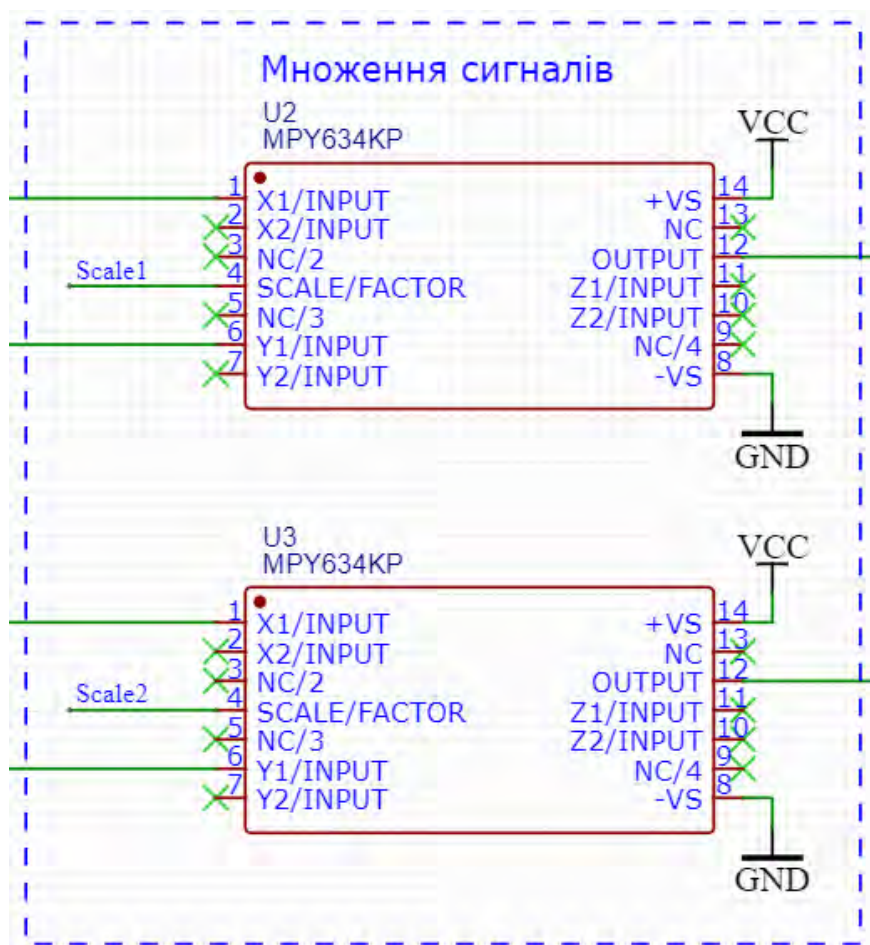 Множення сигналів
U2
MPY634KP
VCC
1 X1/INPUT +VS 14
2 X2/INPUT NC 13
3 NC/2 OUTPUT 12
Scale1 4 SCALE/FACTOR Z1/INPUT 11
5 NC/3 Z2/INPUT 10
6 Y1/INPUT NC/4 9
7 Y2/INPUT -VS 8
GND
U3
MPY634KP
VCC
1 X1/INPUT +VS 14
2 X2/INPUT NC 13
3 NC/2 OUTPUT 12
Scale2 4 SCALE/FACTOR Z1/INPUT 11
5 NC/3 Z2/INPUT 10
6 Y1/INPUT NC/4 9
7 Y2/INPUT -VS 8
GND